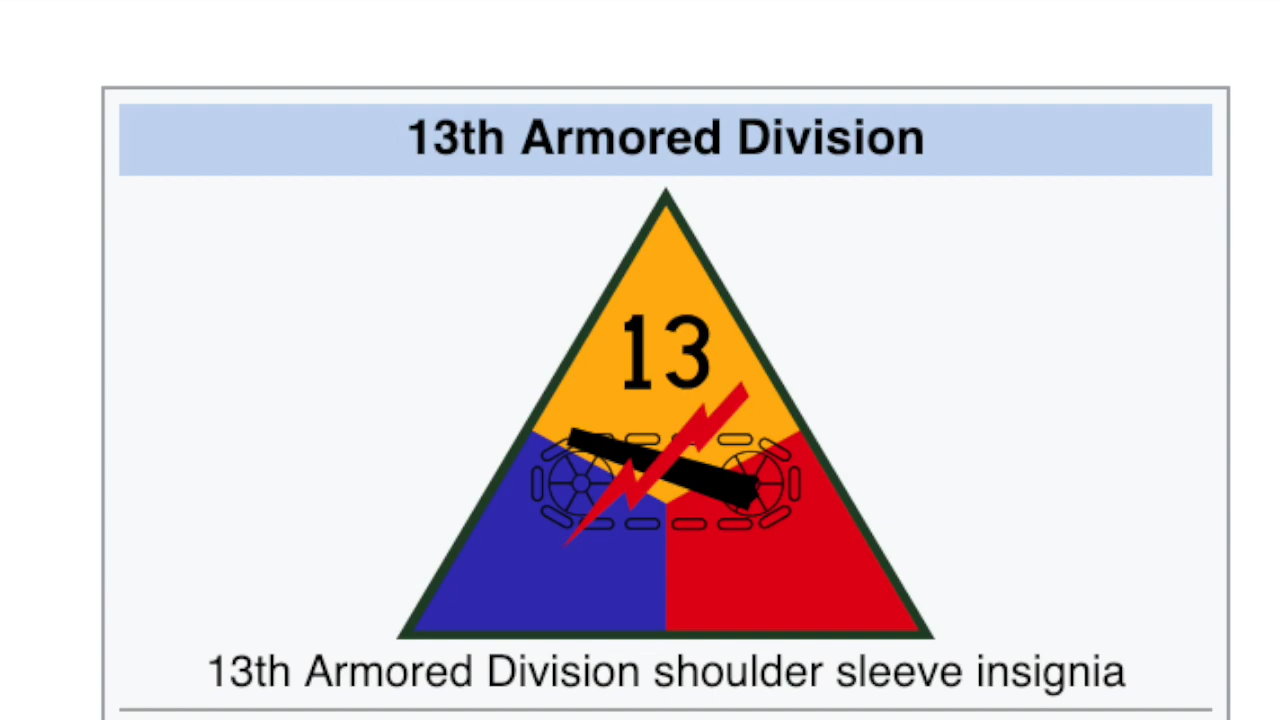 13th Armored Division
13
13th Armored Division shoulder sleeve insignia